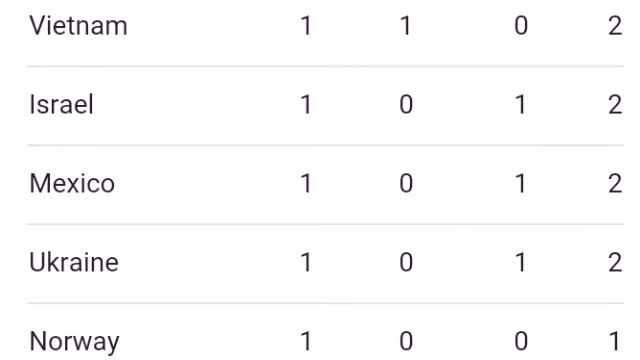 Vietnam 1 1 0 2
Israel 1 0 1 2
Mexico 1 0 1 2
Ukraine 1 0 1 2
Norway 1 0 0 1